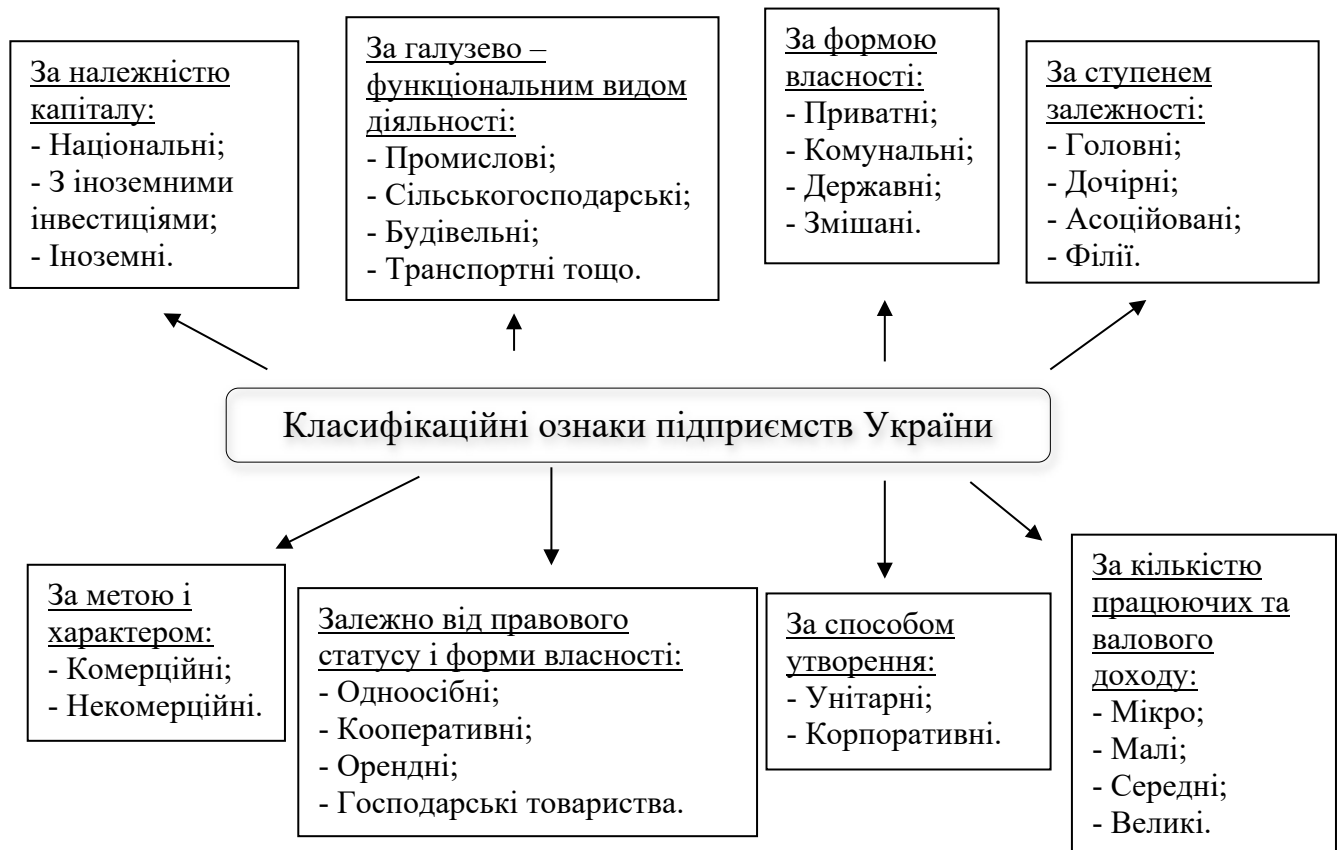 За належністю
капіталу:
- Національні;
- З іноземними
інвестиціями;
- Іноземні.
За галузево –
функціональним видом
діяльності:
- Промислові;
- Сільськогосподарські;
- Будівельні;
- Транспортні тощо.
За формою
власності:
- Приватні;
- Комунальні;
- Державні;
- Змішані.
За ступенем
залежності:
- Головні;
- Дочірні;
- Асоційовані;
- Філії.
Класифікаційні ознаки підприємств України
За метою і
характером:
- Комерційні;
- Некомерційні.
Залежно від правового
статусу і форми власності:
- Одноосібні;
- Кооперативні;
- Орендні;
- Господарські товариства.
За способом
утворення:
- Унітарні;
- Корпоративні.
За кількістю
працюючих та
валового
доходу:
- Мікро;
- Малі;
- Середні;
- Великі.